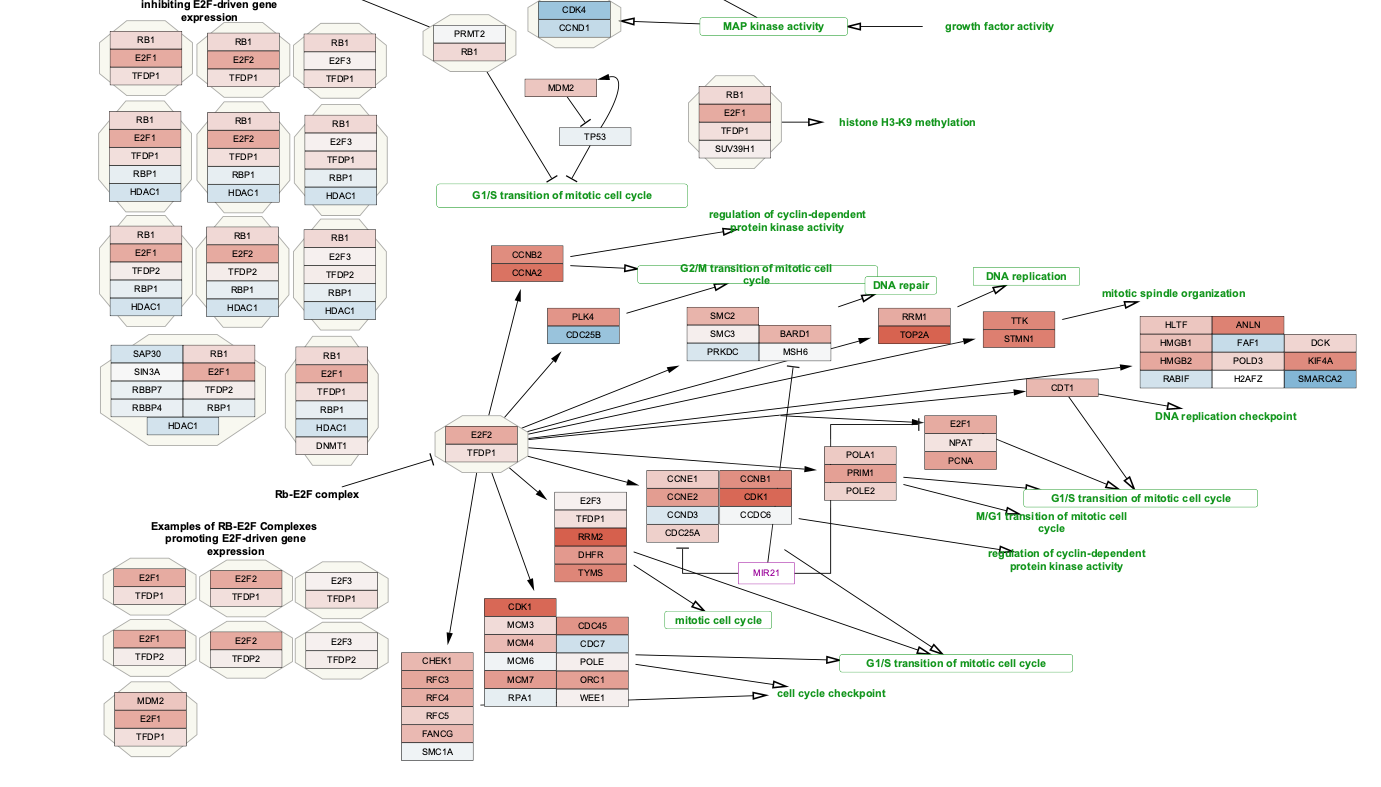 inhibiting E2F-driven gene
expression
RB1
E2F1
TFDP1
RB1
E2F2
TFDP1
RB1
E2F3
TFDP1
RB1
E2F1
TFDP1
RBP1
HDAC1
RB1
E2F2
TFDP1
RBP1
HDAC1
RB1
E2F3
TFDP1
RBP1
HDAC1
RB1
E2F1
TFDP2
RBP1
HDAC1
RB1
E2F2
TFDP2
RBP1
HDAC1
RB1
E2F3
TFDP2
RBP1
HDAC1
SAP30
RB1
SIN3A
E2F1
RBBP7
TFDP2
RBBP4
RBP1
HDAC1
RB1
E2F1
TFDP1
RBP1
HDAC1
DNMT1
Rb-E2F complex
Examples of RB-E2F Complexes
promoting E2F-driven gene
expression
E2F1
TFDP1
E2F2
TFDP1
E2F3
TFDP1
E2F1
TFDP2
E2F2
TFDP2
E2F3
TFDP2
MDM2
E2F1
TFDP1
PRMT2
RB1
CDK4
CCND1
MAP kinase activity
growth factor activity
MDM2
TP53
RB1
E2F1
TFDP1
SUV39H1
histone H3-K9 methylation
G1/S transition of mitotic cell cycle
regulation of cyclin-dependent
protein kinase activity
CCNB2
CCNA2
G2/M transition of mitotic cell
cycle
DNA repair
DNA replication
mitotic spindle organization
PLK4
CDC25B
SMC2
SMC3
BARD1
PRKDC
MSH6
RRM1
TOP2A
TTK
STMN1
HLTF
ANLN
HMGB1
FAF1
DCK
HMGB2
POLD3
KIF4A
RABIF
H2AFZ
SMARCA2
CDT1
DNA replication checkpoint
E2F2
TFDP1
E2F1
NPAT
PCNA
POLA1
PRIM1
POLE2
G1/S transition of mitotic cell cycle
M/G1 transition of mitotic cell
cycle
regulation of cyclin-dependent
protein kinase activity
CCNE1
CCNB1
CCNE2
CDK1
CCND3
CCDC6
CDC25A
E2F3
TFDP1
RRM2
DHFR
TYMS
MIR21
mitotic cell cycle
CDK1
MCM3
CDC45
MCM4
CDC7
MCM6
POLE
MCM7
ORC1
RPA1
WEE1
G1/S transition of mitotic cell cycle
cell cycle checkpoint
CHEK1
RFC3
RFC4
RFC5
FANCG
SMC1A